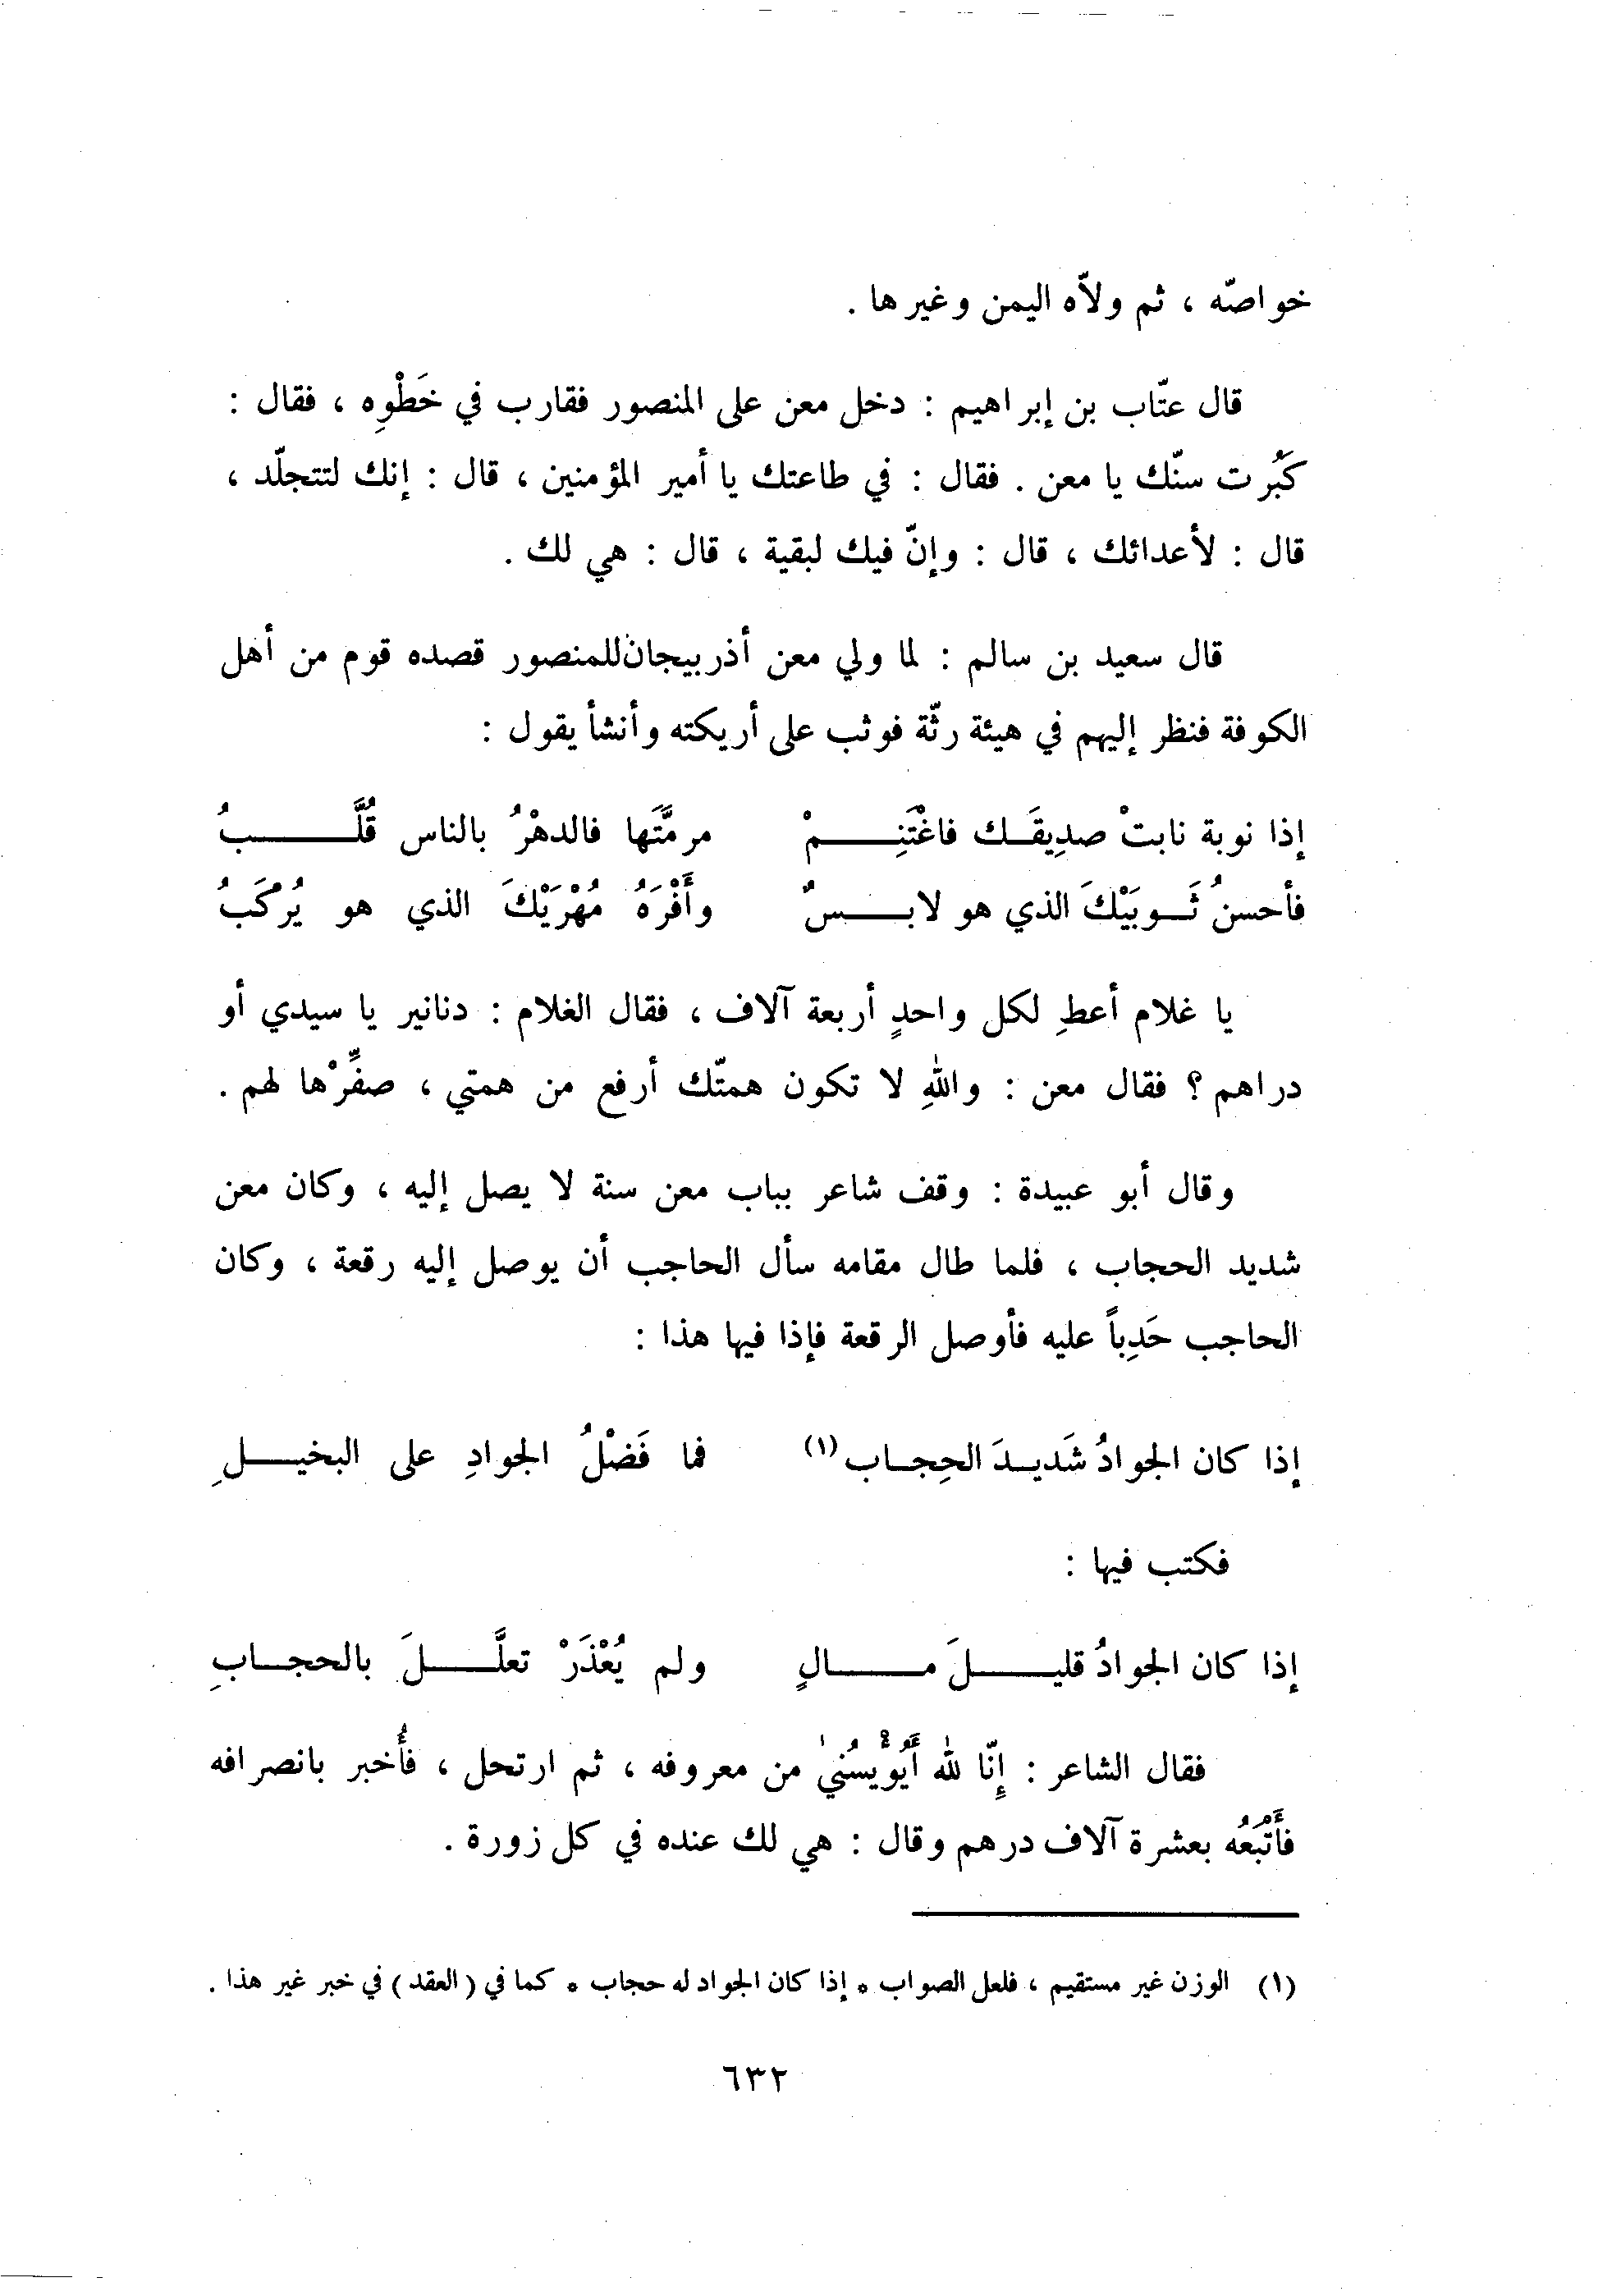 خواصّه ، ثم ولاّه اليمن وغيرها .
قال عتّاب بن إبراهيم : دخل معن على المنصور فقارب في خَطْوِه ، فقال :
كَبُرت سنّك يا معن . فقال : في طاعتك يا أمير المؤمنين ، قال : إنك لتتجلّد ،
قال : لأعدائك ، قال : وإنّ فيك لبقية ، قال : هي لك .
قال سعيد بن سالم : لما ولي معن أذربيجان للمنصور قصده قوم من أهل
الكوفة فنظر إليهم في هيئة رثّة فوثب على أريكته وأنشأ يقول :
إذا نوبة نابتْ صدِيقَك فاغْتَنِمْ مرمَّتَها فالدهْرُ بالناس قُلَّبُ
فأحسنُ ثَوبَيْكَ الذي هو لابسٌ وأَفْرَهُ مُهْرَيْكَ الذي هو يُرْكَبُ
يا غلام أعطِ لكل واحدٍ أربعة آلاف ، فقال الغلام : دنانير يا سيدي أو
دراهم ؟ فقال معن : واللهِ لا تكون همتّك أرفع من همتي ، صفِّرْها لهم .
وقال أبو عبيدة : وقف شاعر بباب معن سنة لا يصل إليه ، وكان معن
شديد الحجاب ، فلما طال مقامه سأل الحاجب أن يوصل إليه رقعة ، وكان
الحاجب حَدِباً عليه فأوصل الرقعة فإذا فيها هذا :
إذا كان الجوادُ شَديدَ الحِجاب (١) فما فَضْلُ الجوادِ على البخيلِ
فكتب فيها :
إذا كان الجوادُ قليلَ مالٍ ولم يُعْذَرْ تعلَّلَ بالحجابِ
فقال الشاعر : إِنّا لله أَيُؤْيسُني من معروفه ، ثم ارتحل ، فأُخبر بانصرافه
فأَتْبَعُه بعشرة آلاف درهم وقال : هي لك عنده في كل زورة .
(١) الوزن غير مستقيم ، فلعل الصواب * إذا كان الجواد له حجاب * كما في (العقد) في خبر غير هذا .
٦٣٢